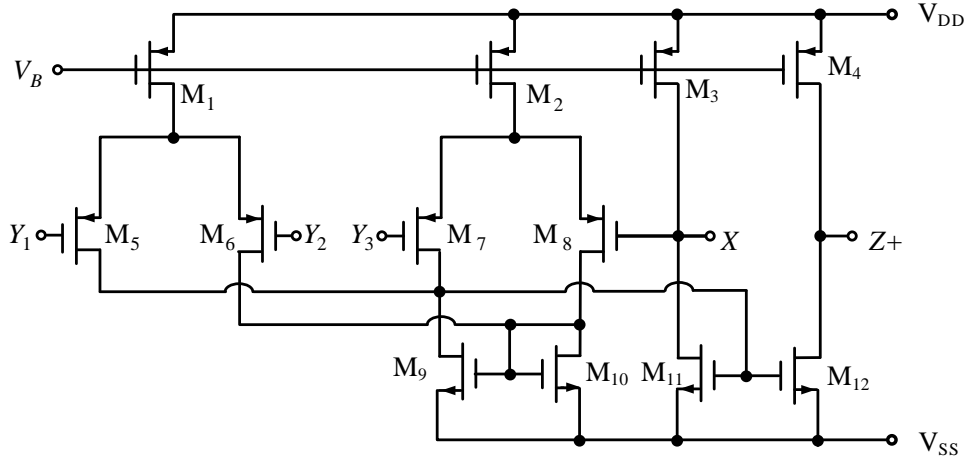 V_DD
V_B
M_1
M_2
M_3
M_4
Y_1
M_5
M_6
Y_2
Y_3
M_7
M_8
X
Z+
M_9
M_10
M_11
M_12
V_SS